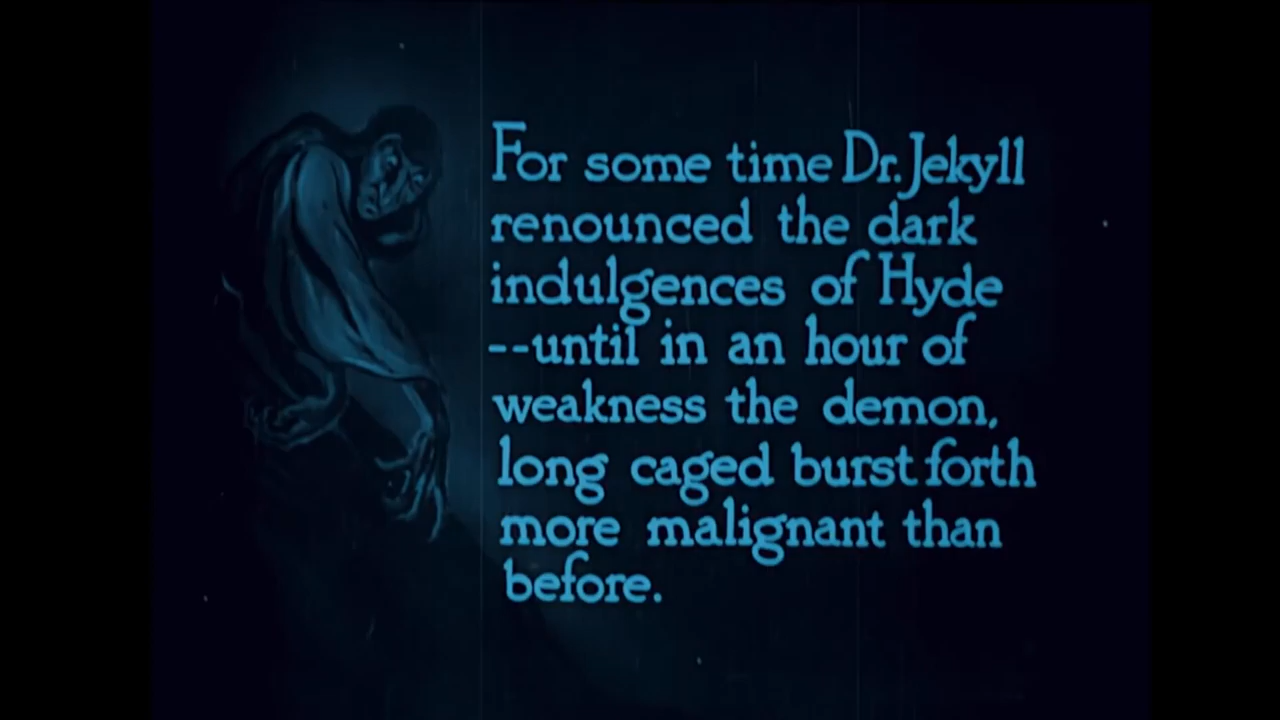 For some time Dr. Jekyll
renounced the dark
indulgences of Hyde
--until in an hour of
weakness the demon,
long caged burst forth
more malignant than
before.